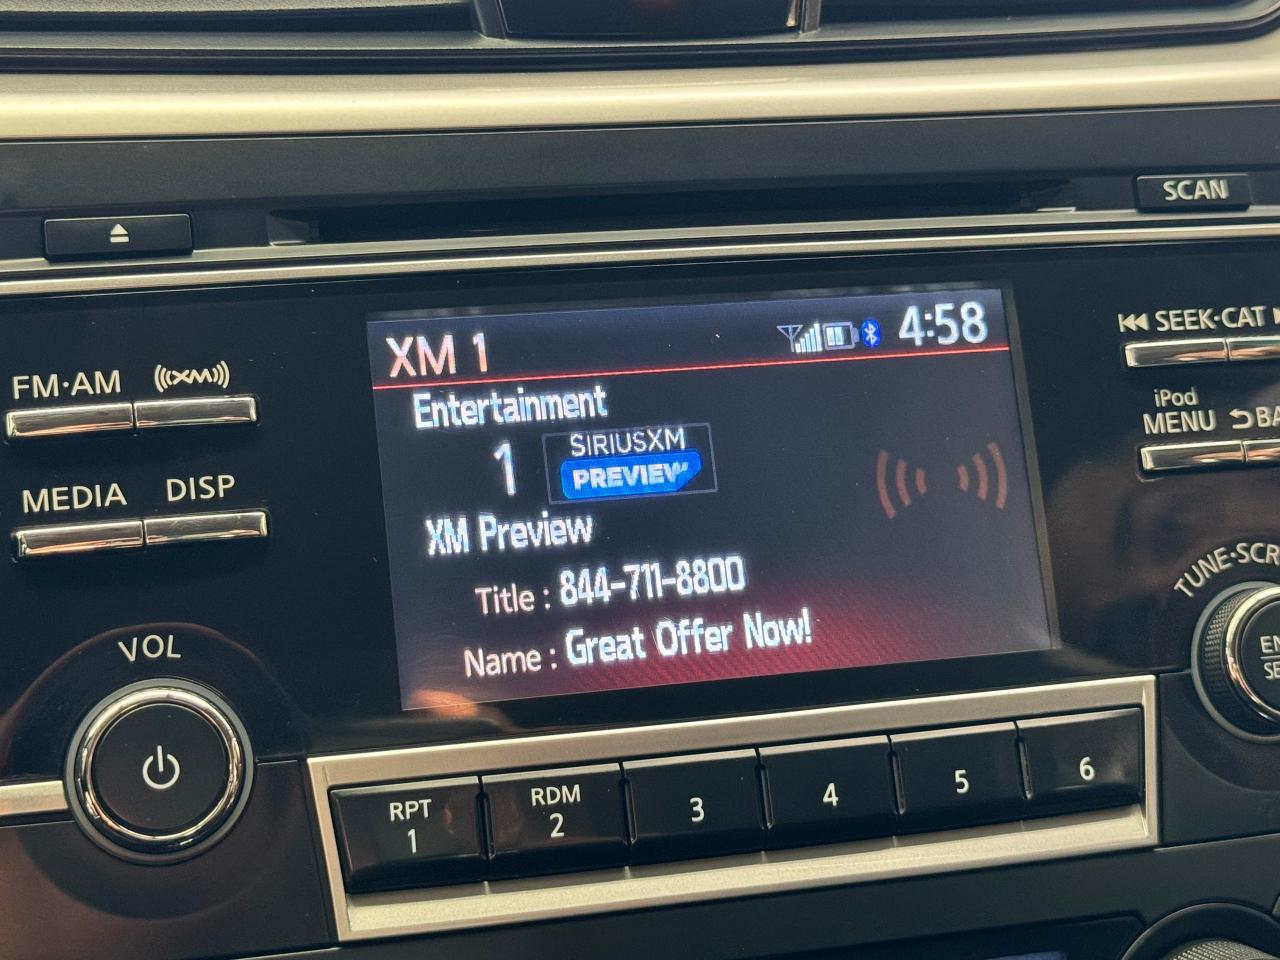 SCAN
XM 1
4:58
SEEK·CAT
FM·AM
((XM))
Entertainment
1
SIRIUSXM
PREVIEW
iPod
MENU
MEDIA
DISP
XM Preview
Title : 844-711-8800
Name : Great Offer Now!
VOL
RPT
1
RDM
2
3
4
5
6